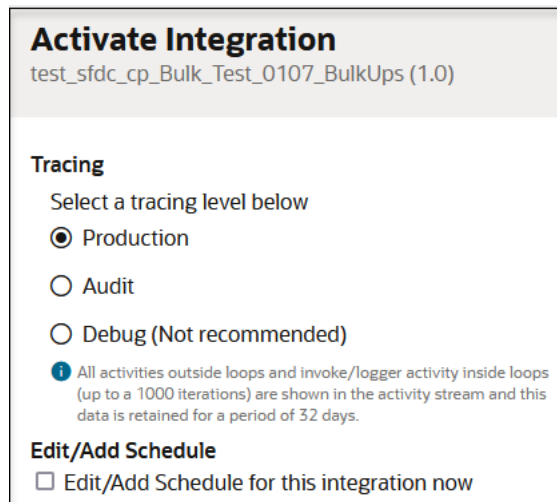 Activate Integration
test_sfdc_cp_Bulk_Test_0107_BulkUps (1.0)
Tracing
Select a tracing level below
Production
Audit
Debug (Not recommended)
All activities outside loops and invoke/logger activity inside loops
(up to a 1000 iterations) are shown in the activity stream and this
data is retained for a period of 32 days.
Edit/Add Schedule
Edit/Add Schedule for this integration now